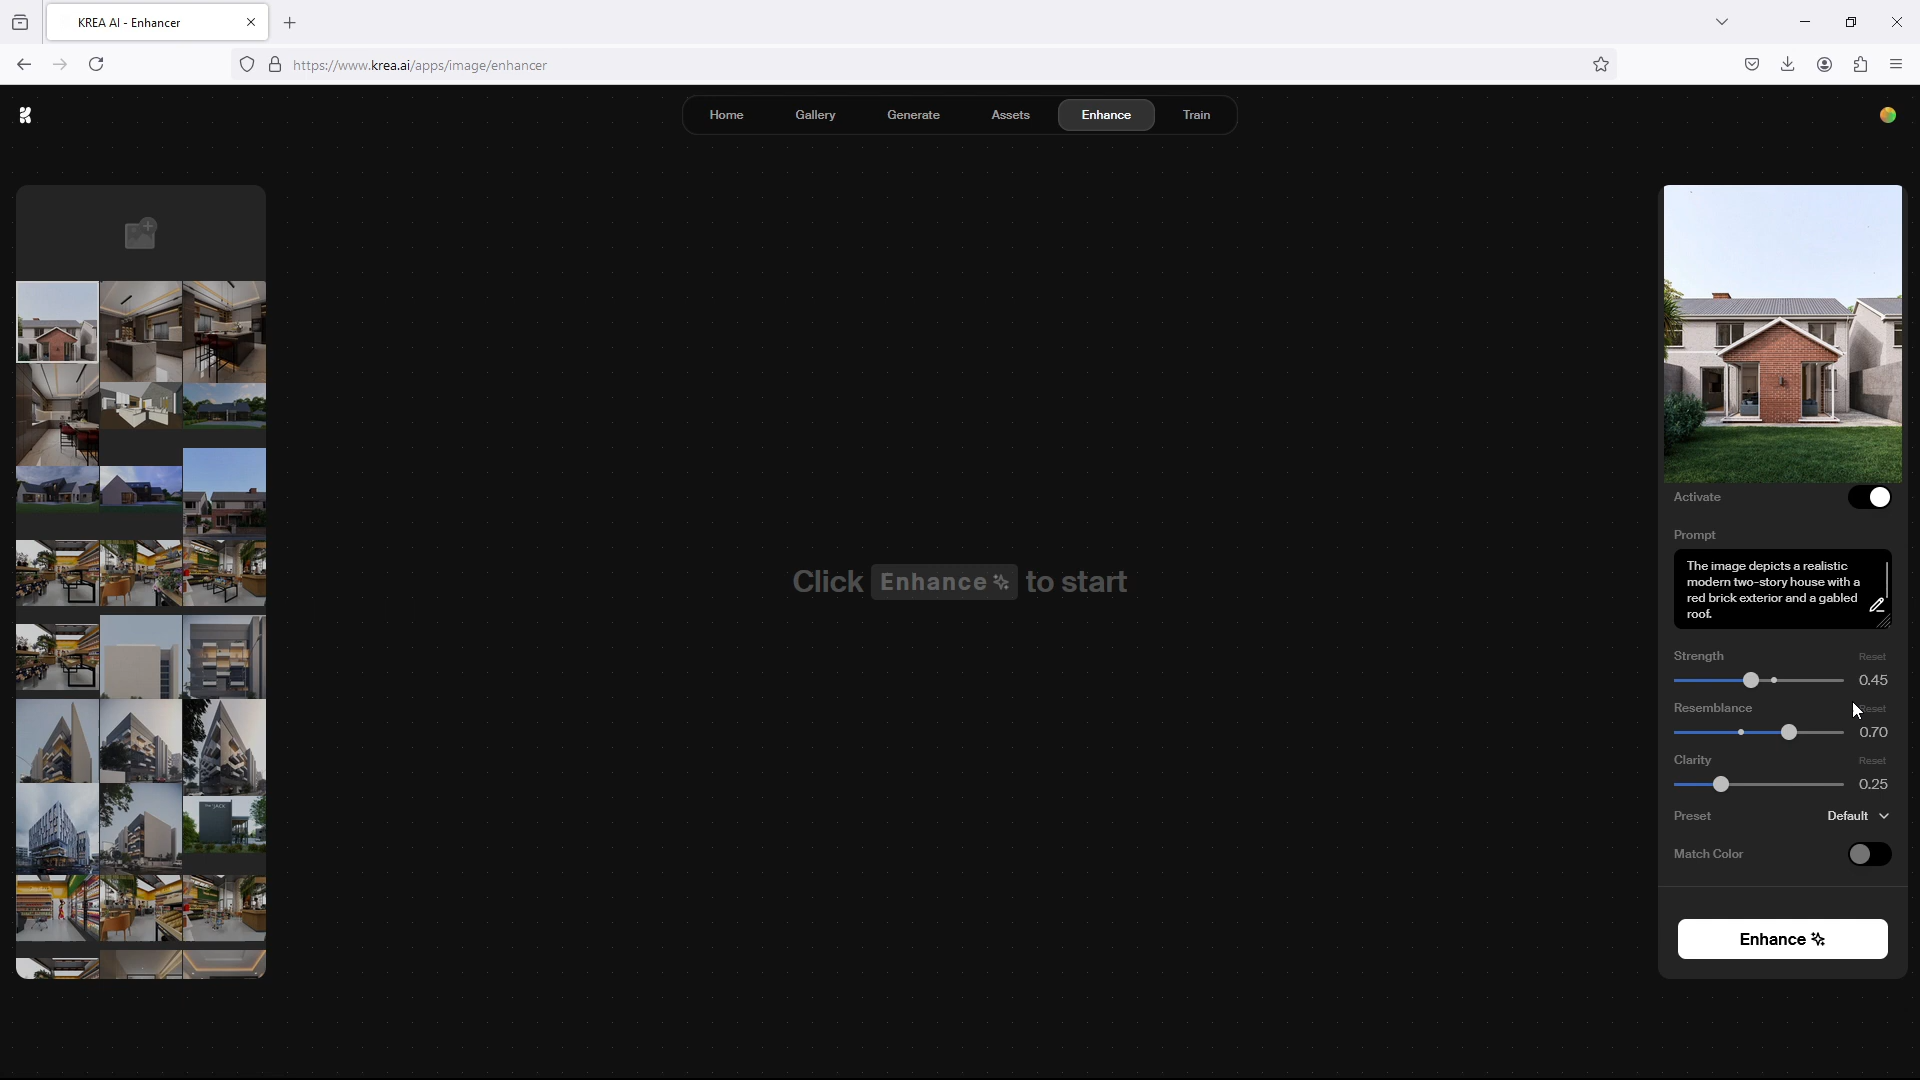 KREA AI - Enhancer
https://www.krea.ai/apps/image/enhancer
Home
Gallery
Generate
Assets
Enhance
Train
Click Enhance to start
Activate
Prompt
The image depicts a realistic
modern two-story house with a
red brick exterior and a gabled
roof.
Strength
Reset
0.45
Resemblance
Reset
0.70
Clarity
Reset
0.25
Preset
Default
Match Color
Enhance